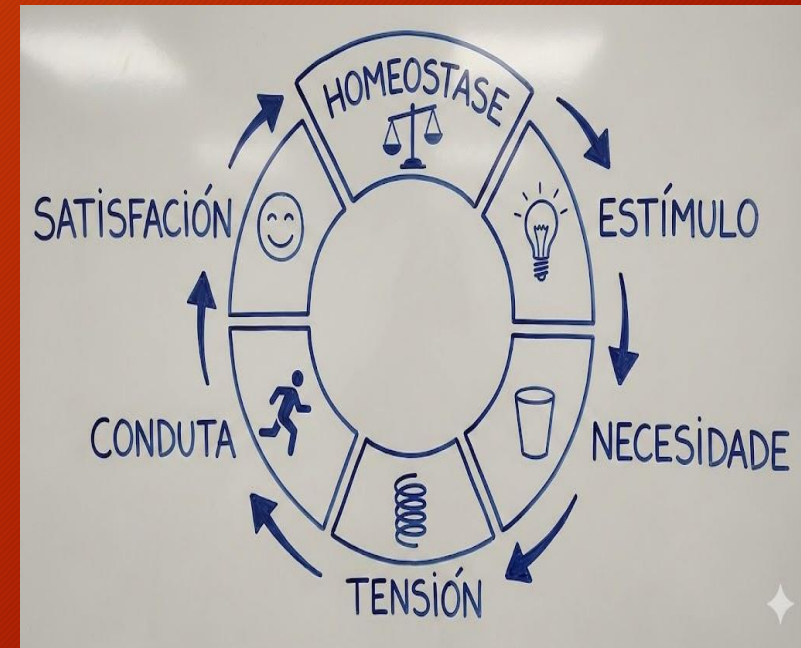 HOMEOSTASE
ESTÍMULO
NECESIDADE
TENSIÓN
CONDUTA
SATISFACIÓN